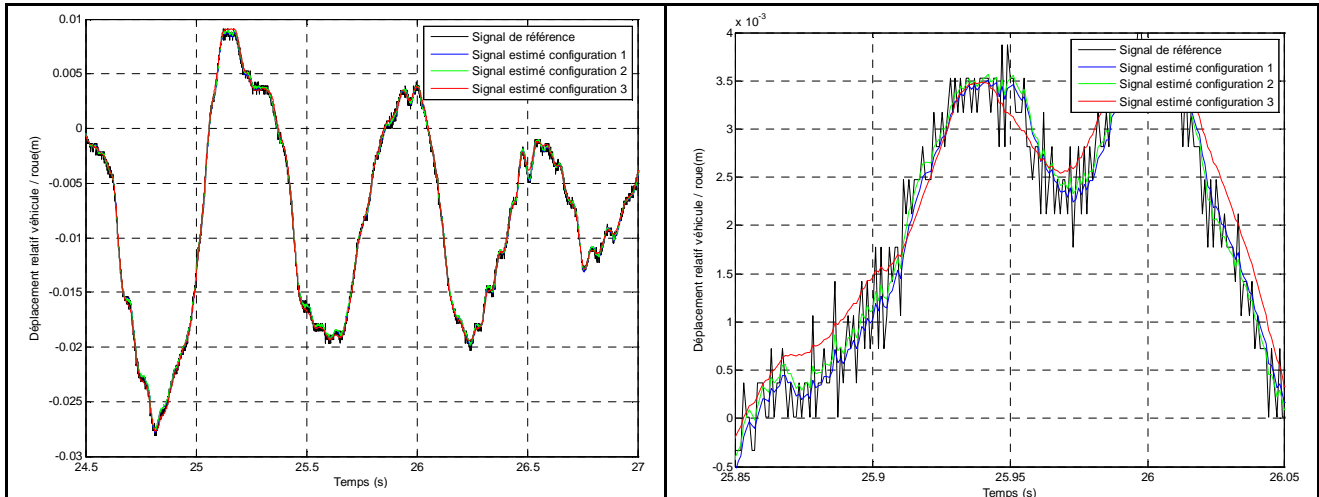 0.01
0.005
0
-0.005
-0.01
-0.015
-0.02
-0.025
-0.03
24.5 25 25.5 26 26.5 27
Temps (s)
Déplacement relatif véhicule / roue(m)
Signal de référence
Signal estimé configuration 1
Signal estimé configuration 2
Signal estimé configuration 3
x 10⁻³
4
3.5
3
2.5
2
1.5
1
0.5
0
-0.5
25.85 25.9 25.95 26 26.05
Temps (s)
Déplacement relatif véhicule / roue(m)
Signal de référence
Signal estimé configuration 1
Signal estimé configuration 2
Signal estimé configuration 3